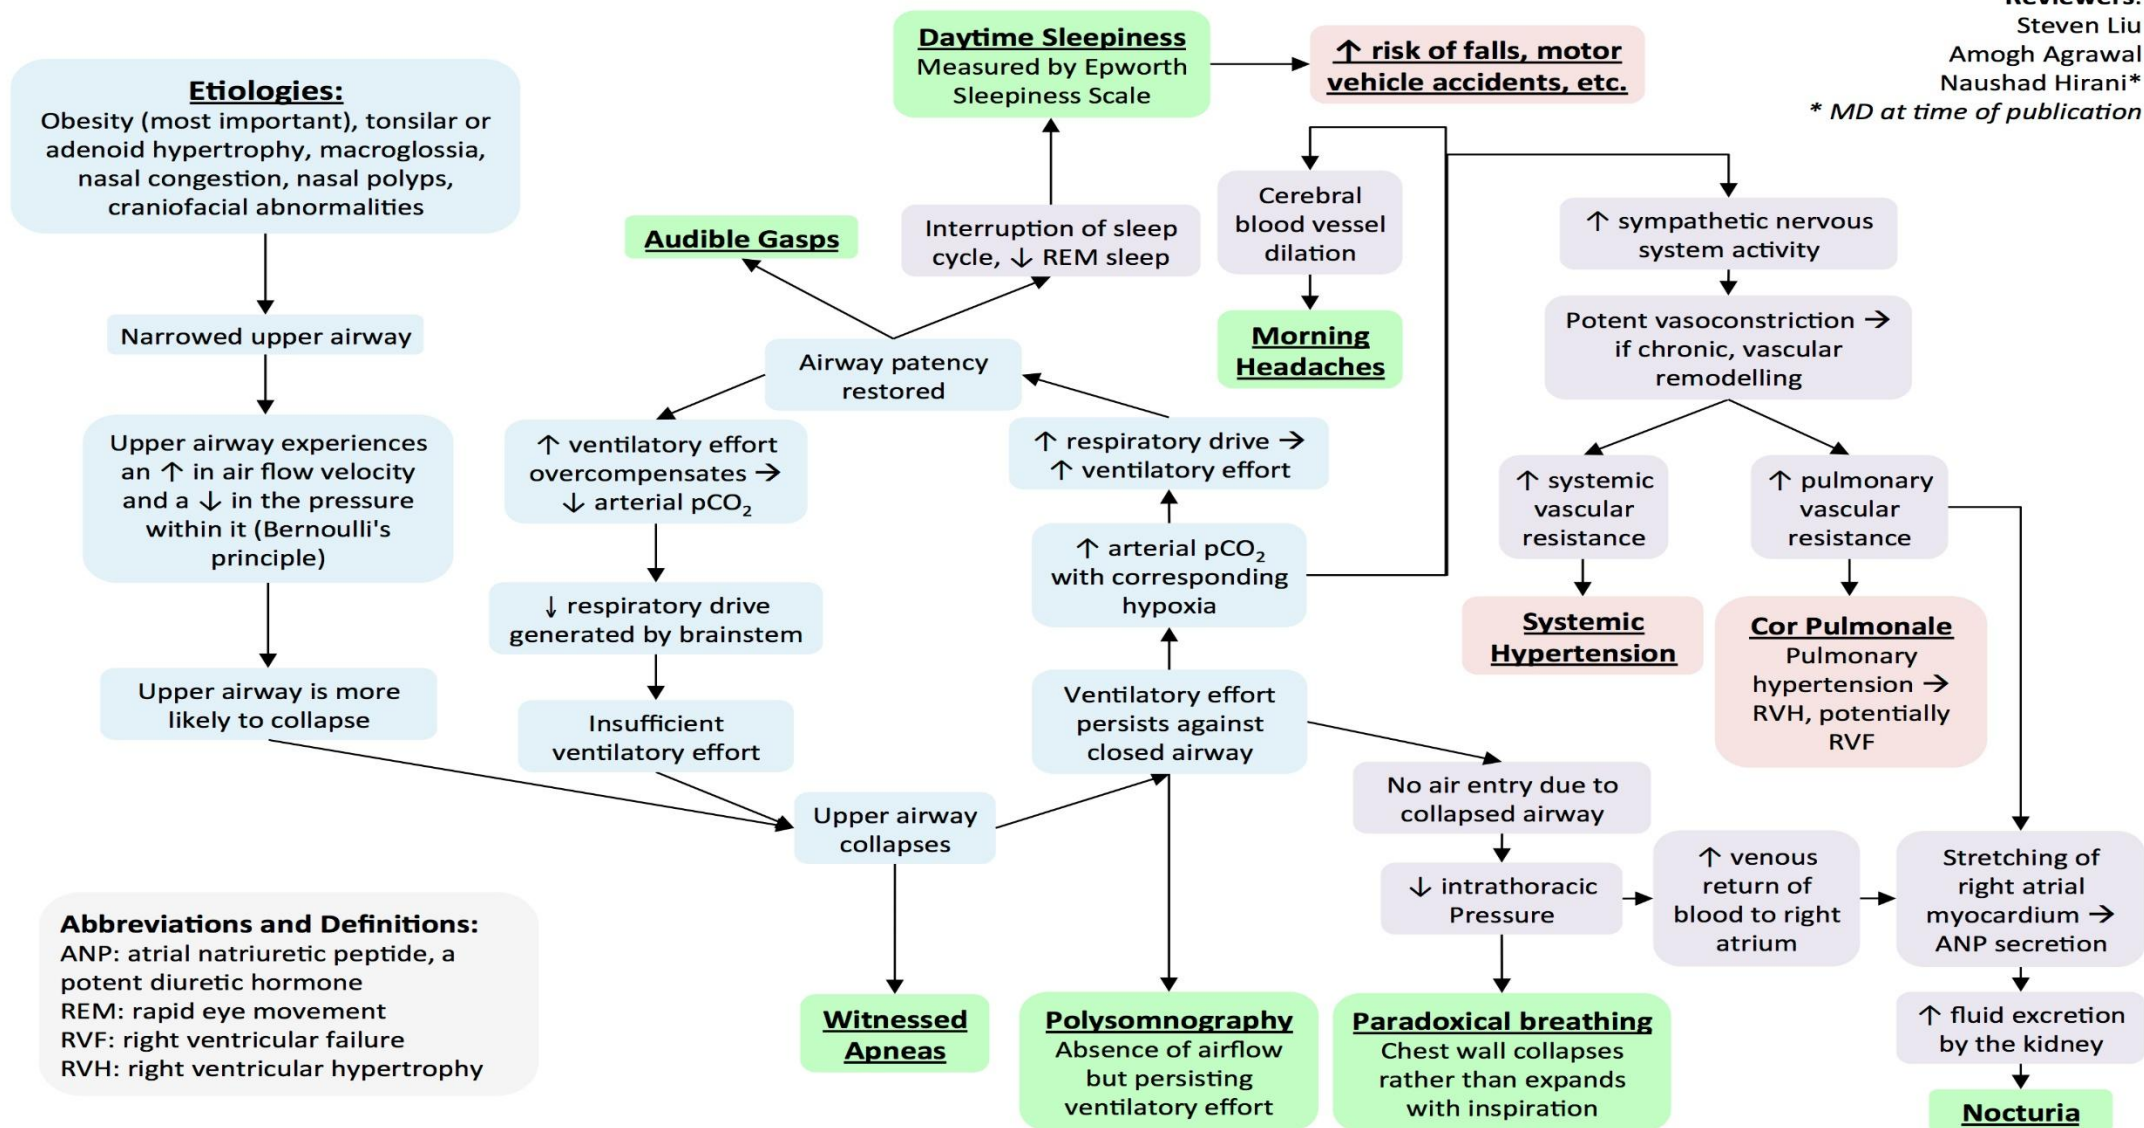 Reviewers:
Steven Liu
Amogh Agrawal
Naushad Hirani*
* MD at time of publication
Etiologies:
Obesity (most important), tonsilar or
adenoid hypertrophy, macroglossia,
nasal congestion, nasal polyps,
craniofacial abnormalities
Narrowed upper airway
Upper airway experiences
an ↑ in air flow velocity
and a ↓ in the pressure
within it (Bernoulli's
principle)
Upper airway is more
likely to collapse
Daytime Sleepiness
Measured by Epworth
Sleepiness Scale
↑ risk of falls, motor
vehicle accidents, etc.
Audible Gasps
Interruption of sleep
cycle, ↓ REM sleep
Airway patency
restored
↑ ventilatory effort
overcompensates →
↓ arterial pCO₂
↓ respiratory drive
generated by brainstem
Insufficient
ventilatory effort
Upper airway
collapses
Witnessed
Apneas
↑ respiratory drive →
↑ ventilatory effort
↑ arterial pCO₂
with corresponding
hypoxia
Ventilatory effort
persists against
closed airway
Polysomnography
Absence of airflow
but persisting
ventilatory effort
Cerebral
blood vessel
dilation
Morning
Headaches
↑ sympathetic nervous
system activity
Potent vasoconstriction →
if chronic, vascular
remodelling
↑ systemic
vascular
resistance
Systemic
Hypertension
↑ pulmonary
vascular
resistance
Cor Pulmonale
Pulmonary
hypertension →
RVH, potentially
RVF
No air entry due to
collapsed airway
↓ intrathoracic
Pressure
Paradoxical breathing
Chest wall collapses
rather than expands
with inspiration
↑ venous
return of
blood to right
atrium
Stretching of
right atrial
myocardium →
ANP secretion
↑ fluid excretion
by the kidney
Nocturia
Abbreviations and Definitions:
ANP: atrial natriuretic peptide, a
potent diuretic hormone
REM: rapid eye movement
RVF: right ventricular failure
RVH: right ventricular hypertrophy